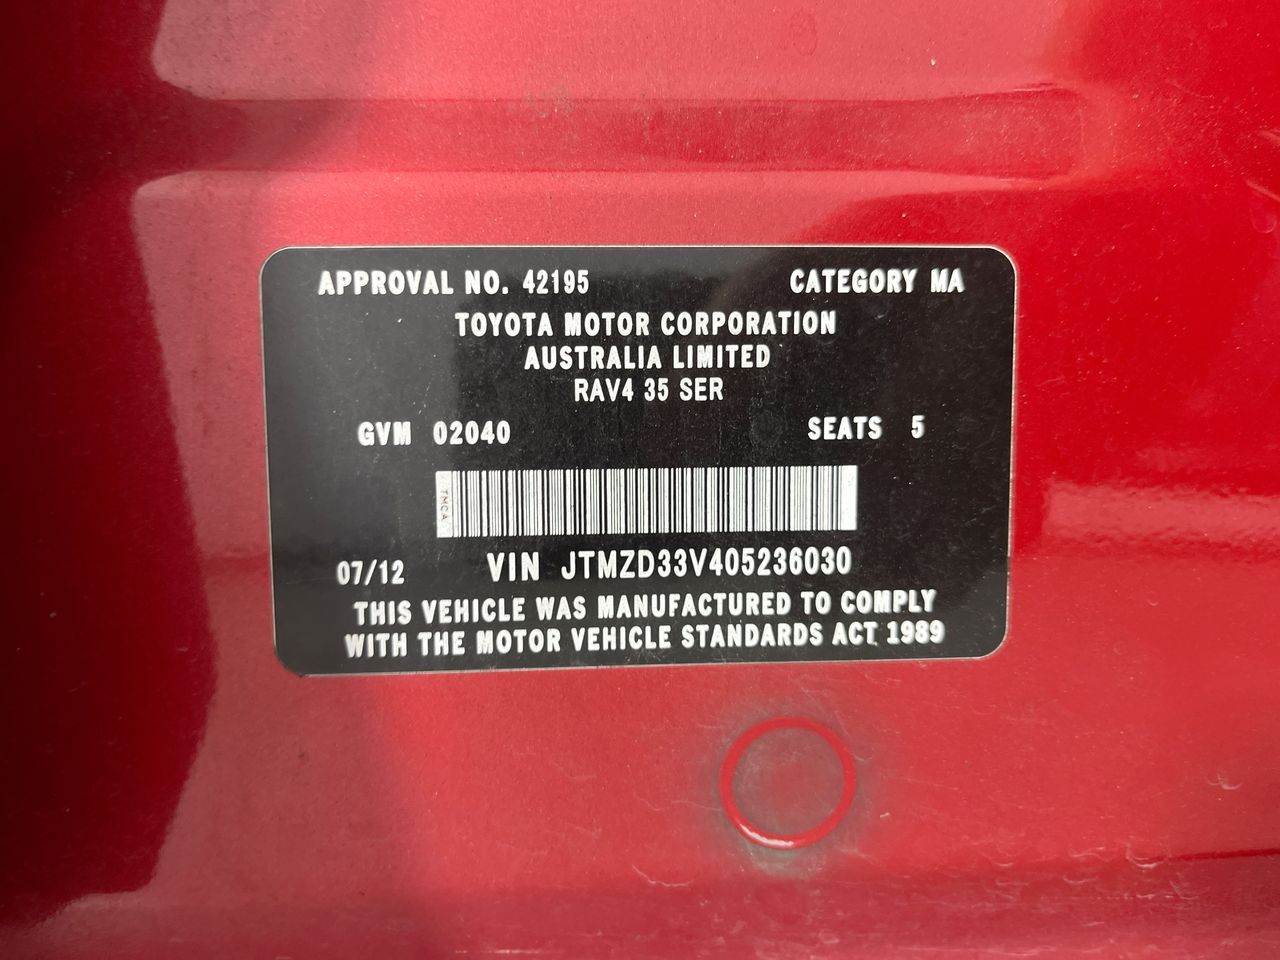 APPROVAL NO. 42195 CATEGORY MA
TOYOTA MOTOR CORPORATION
AUSTRALIA LIMITED
RAV4 35 SER
GVM 02040 SEATS 5
TMCA
07/12 VIN JTMZD33V405236030
THIS VEHICLE WAS MANUFACTURED TO COMPLY
WITH THE MOTOR VEHICLE STANDARDS ACT 1989